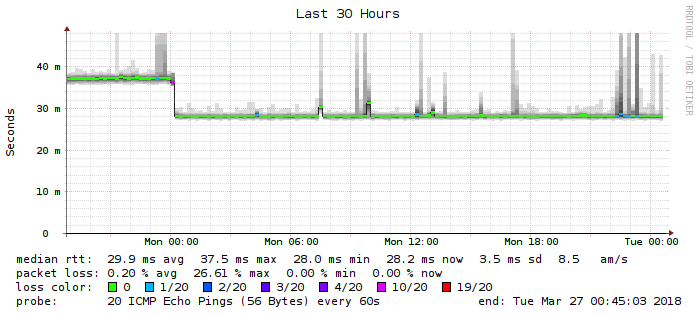 Last 30 Hours
RRDTOOL / TOBI OETIKER
Seconds
40 m
30 m
20 m
10 m
0
Mon 00:00 Mon 06:00 Mon 12:00 Mon 18:00 Tue 00:00
median rtt: 29.9 ms avg 37.5 ms max 28.0 ms min 28.2 ms now 3.5 ms sd 8.5 am/s
packet loss: 0.20 % avg 26.61 % max 0.00 % min 0.00 % now
loss color: 0 1/20 2/20 3/20 4/20 10/20 19/20
probe: 20 ICMP Echo Pings (56 Bytes) every 60s end: Tue Mar 27 00:45:03 2018